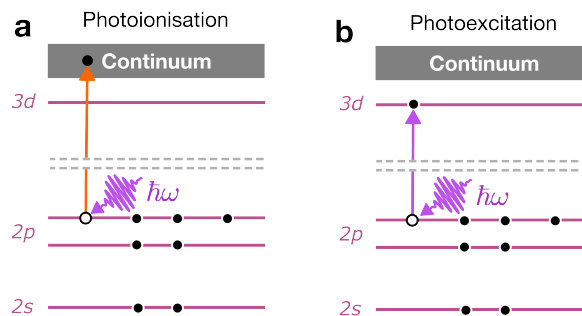 a Photoionisation
Continuum
3d
ħω
2p
2s
b Photoexcitation
Continuum
3d
ħω
2p
2s